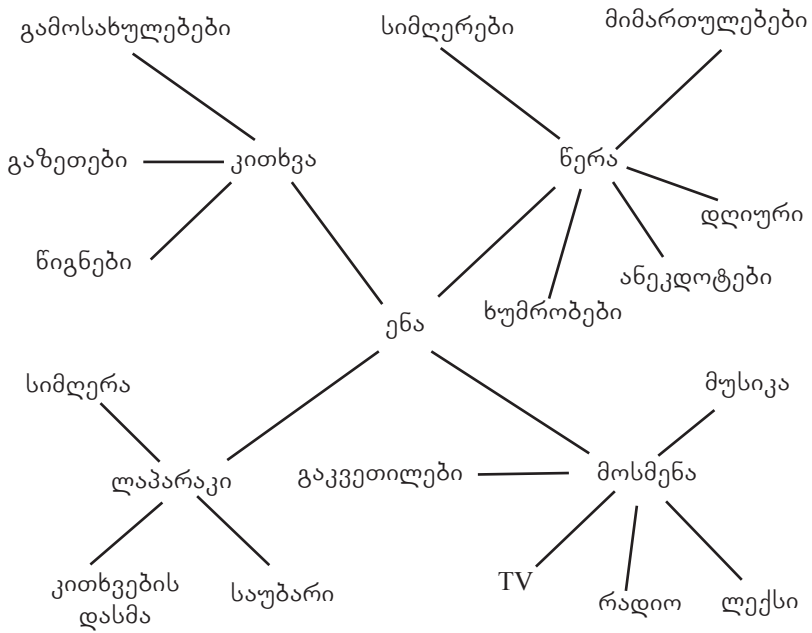 გამოსახულებები
სიმღერები
მიმართულებები
გაზეთები
კითხვა
წერა
დღიური
წიგნები
ანეკდოტები
ხუმრობები
ენა
სიმღერა
მუსიკა
ლაპარაკი
გაკვეთილები
მოსმენა
კითხვების
დასმა
საუბარი
TV
რადიო
ლექსი